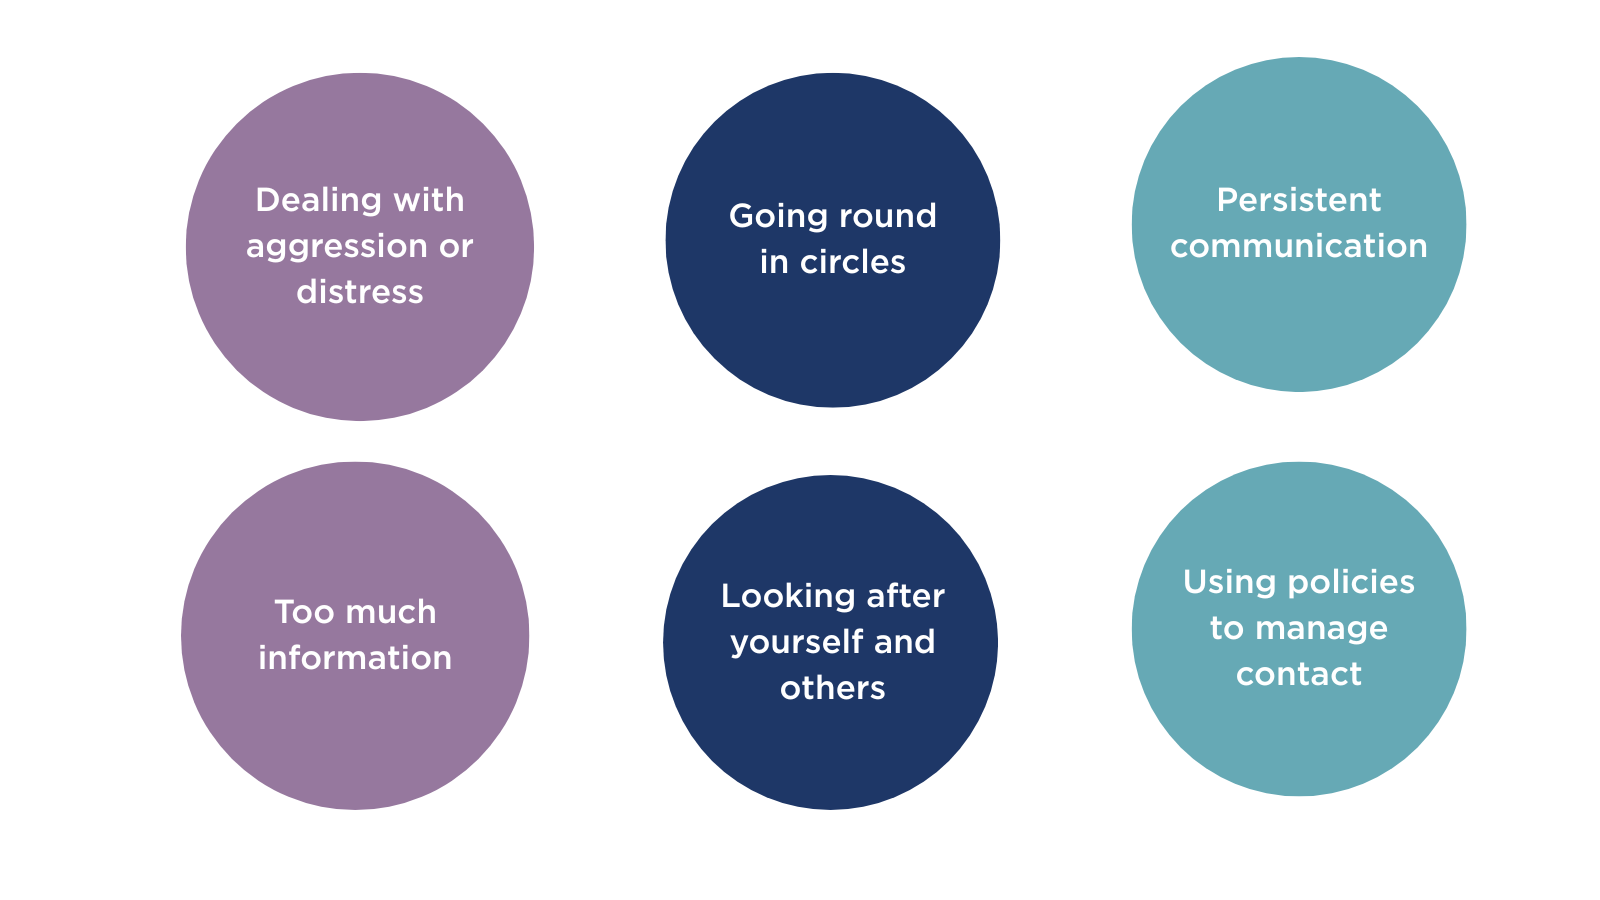 Dealing with
aggression or
distress
Going round
in circles
Persistent
communication
Too much
information
Looking after
yourself and
others
Using policies
to manage
contact